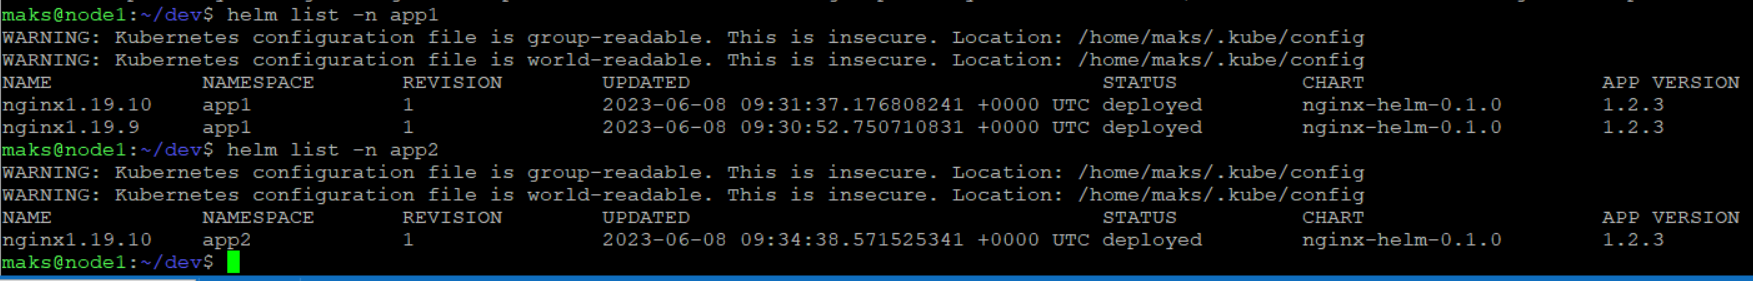 maks@node1:~/dev$ helm list -n app1
WARNING: Kubernetes configuration file is group-readable. This is insecure. Location: /home/maks/.kube/config
WARNING: Kubernetes configuration file is world-readable. This is insecure. Location: /home/maks/.kube/config
NAME NAMESPACE REVISION UPDATED STATUS CHART APP VERSION
nginx1.19.10 app1 1 2023-06-08 09:31:37.176808241 +0000 UTC deployed nginx-helm-0.1.0 1.2.3
nginx1.19.9 app1 1 2023-06-08 09:30:52.750710831 +0000 UTC deployed nginx-helm-0.1.0 1.2.3
maks@node1:~/dev$ helm list -n app2
WARNING: Kubernetes configuration file is group-readable. This is insecure. Location: /home/maks/.kube/config
WARNING: Kubernetes configuration file is world-readable. This is insecure. Location: /home/maks/.kube/config
NAME NAMESPACE REVISION UPDATED STATUS CHART APP VERSION
nginx1.19.10 app2 1 2023-06-08 09:34:38.571525341 +0000 UTC deployed nginx-helm-0.1.0 1.2.3
maks@node1:~/dev$